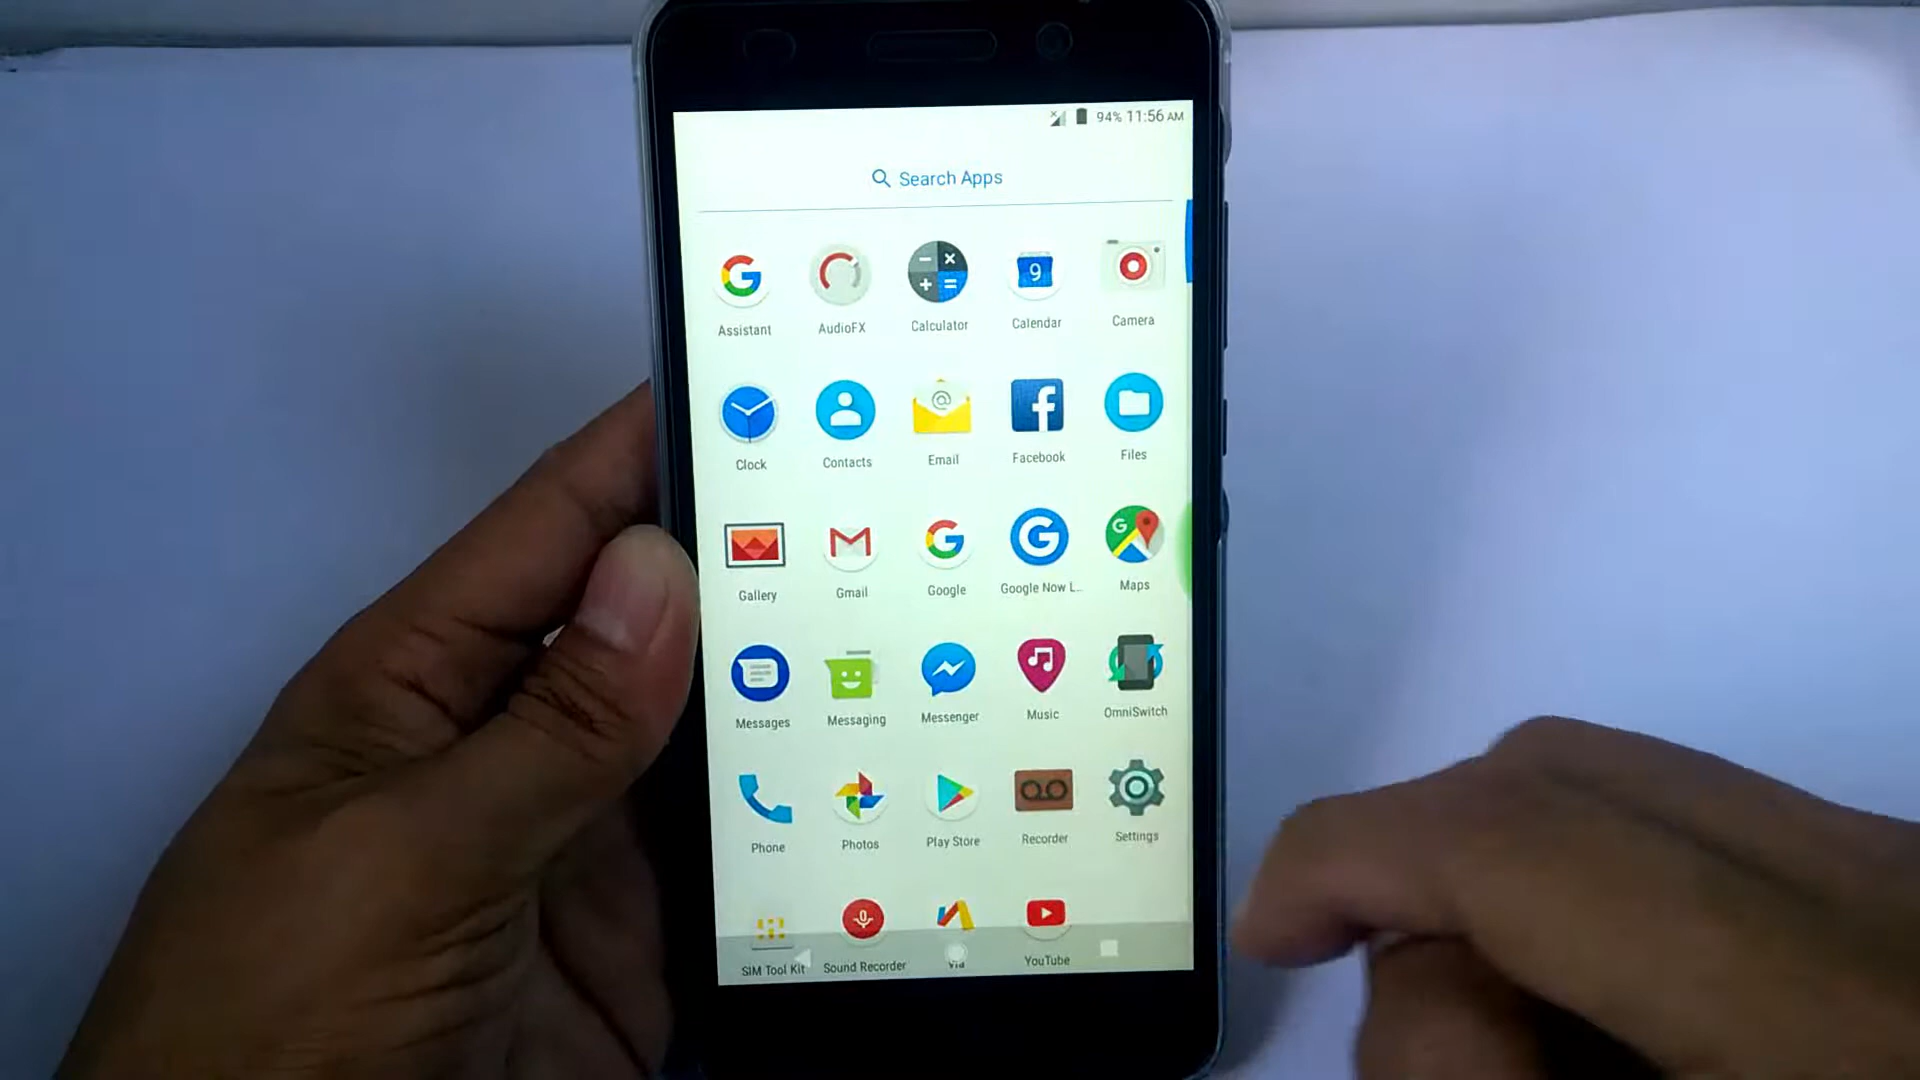 94% 11:56 AM
Search Apps
9
Assistant AudioFX Calculator Calendar Camera
Clock Contacts Email Facebook Files
Gallery Gmail Google Google Now L... Maps
Messages Messaging Messenger Music OmniSwitch
Phone Photos Play Store Recorder Settings
SIM Tool Kit Sound Recorder Via YouTube